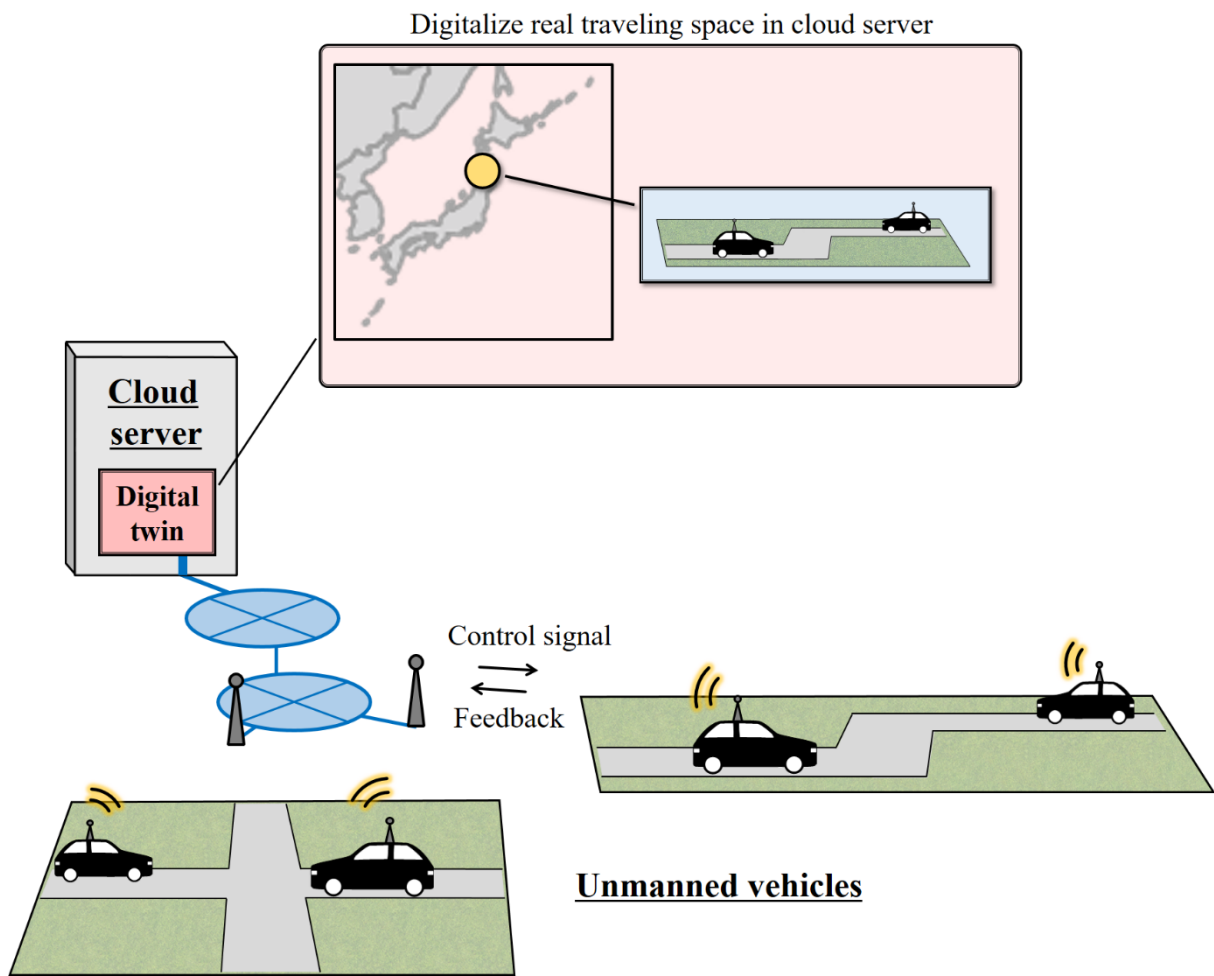 Digitalize real traveling space in cloud server
Cloud
server
Digital
twin
Control signal
Feedback
Unmanned vehicles